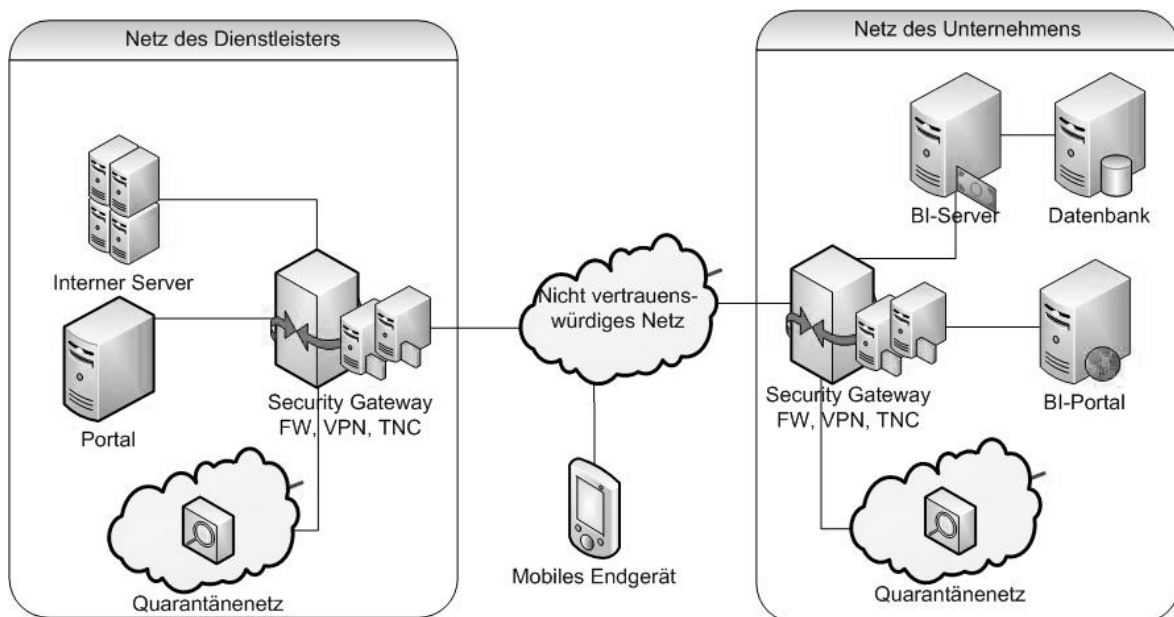 Netz des Dienstleisters
Interner Server
Portal
Security Gateway
FW, VPN, TNC
Quarantänenetz
Nicht vertrauens-
würdiges Netz
Mobiles Endgerät
Netz des Unternehmens
BI-Server
Datenbank
Security Gateway
FW, VPN, TNC
BI-Portal
Quarantänenetz